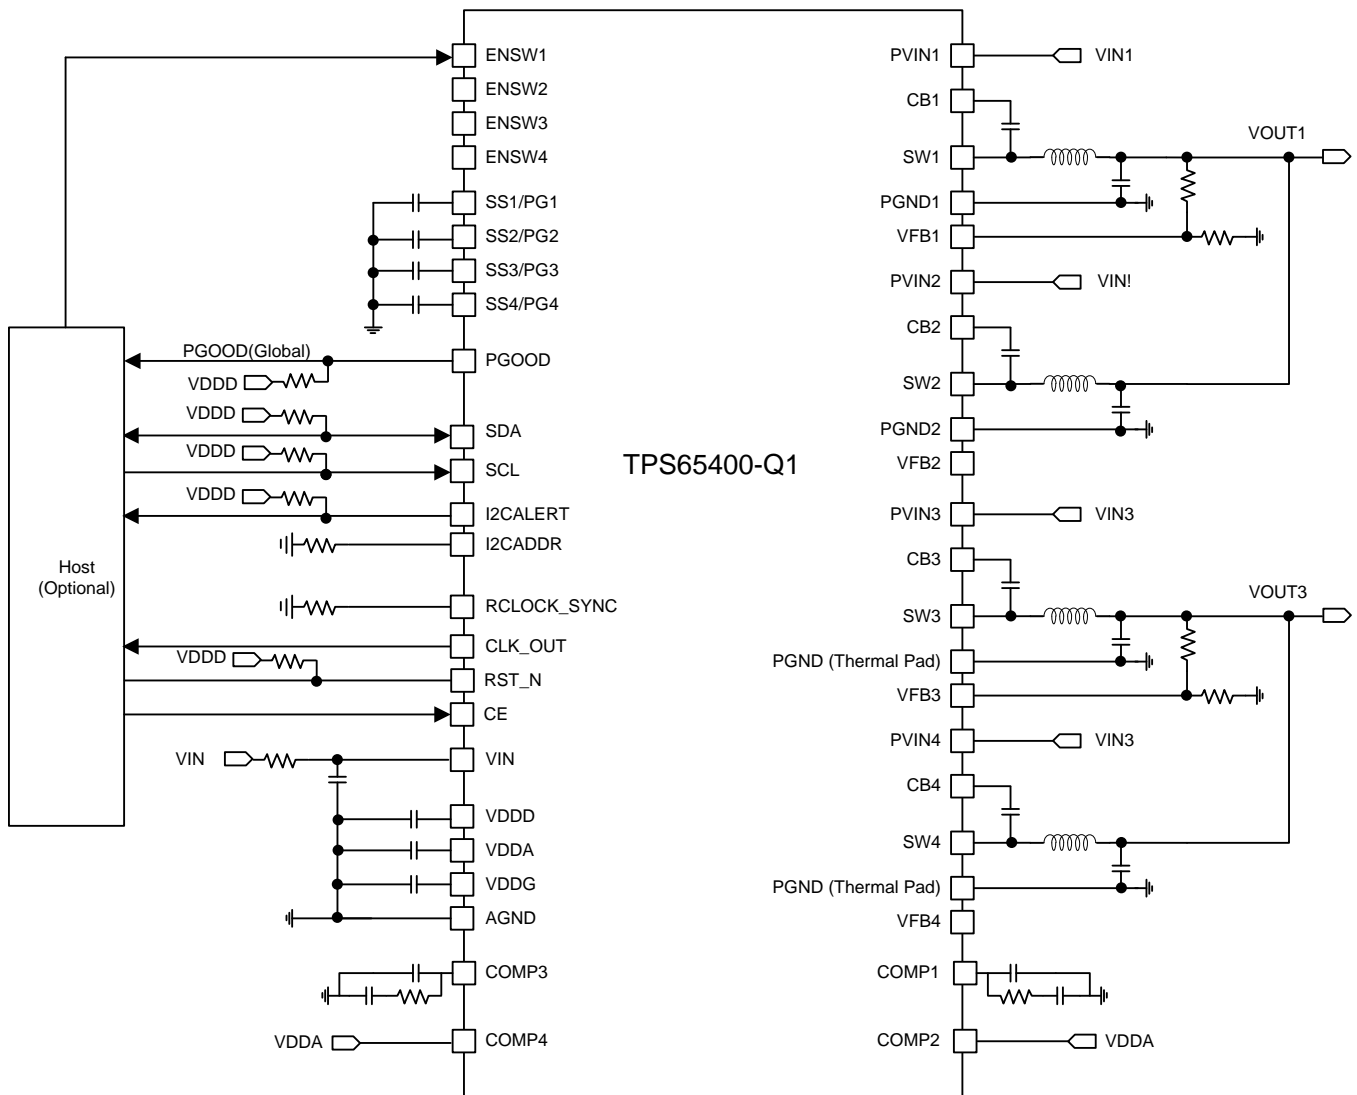 ENSW1
ENSW2
ENSW3
ENSW4
SS1/PG1
SS2/PG2
SS3/PG3
SS4/PG4
PGOOD(Global)
PGOOD
VDDD
VDDD
SDA
VDDD
SCL
VDDD
I2CALERT
I2CADDR
Host
(Optional)
RCLOCK_SYNC
CLK_OUT
VDDD
RST_N
CE
VIN
VIN
VDDD
VDDA
VDDG
AGND
COMP3
VDDA
COMP4
TPS65400-Q1
PVIN1
VIN1
CB1
VOUT1
SW1
PGND1
VFB1
PVIN2
VIN!
CB2
SW2
PGND2
VFB2
PVIN3
VIN3
CB3
VOUT3
SW3
PGND (Thermal Pad)
VFB3
PVIN4
VIN3
CB4
SW4
PGND (Thermal Pad)
VFB4
COMP1
COMP2
VDDA